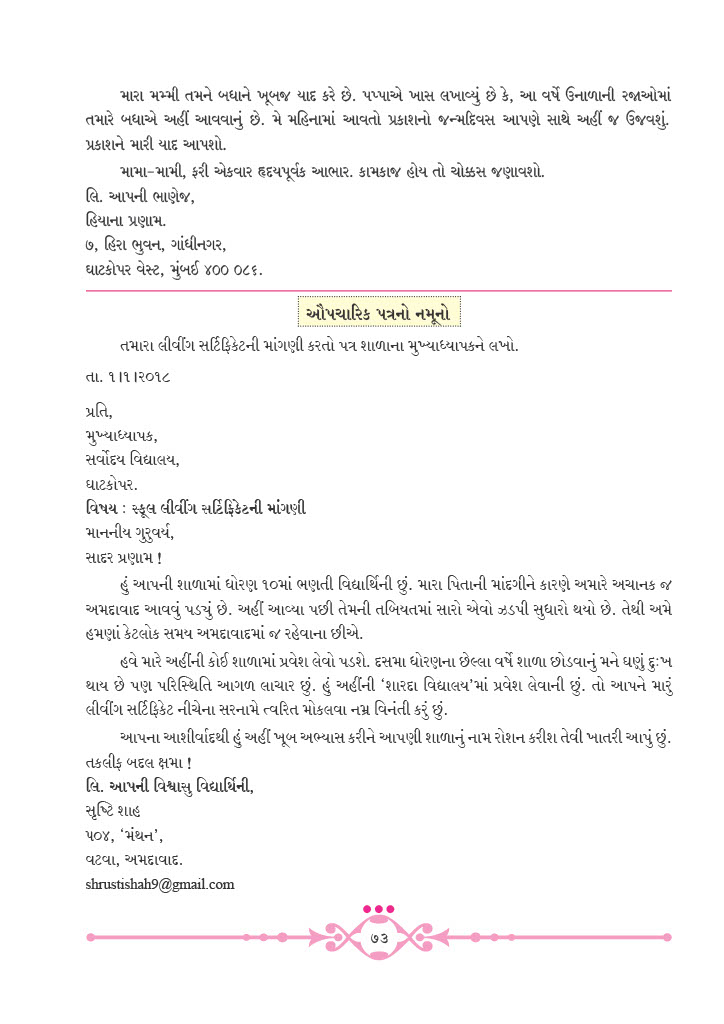 મારા મમ્મી તમને બધાને ખૂબજ યાદ કરે છે. પપ્પાએ ખાસ લખાવ્યું છે કે, આ વર્ષે ઉનાળાની રજાઓમાં
તમારે બધાએ અહીં આવવાનું છે. મે મહિનામાં આવતો પ્રકાશનો જન્મદિવસ આપણે સાથે અહીં જ ઉજવશું.
પ્રકાશને મારી યાદ આપશો.
મામા-મામી, ફરી એકવાર હૃદયપૂર્વક આભાર. કામકાજ હોય તો ચોક્કસ જણાવશો.
લિ. આપની ભાણેજ,
હિયાના પ્રણામ.
૭, હિરા ભુવન, ગાંધીનગર,
ઘાટકોપર વેસ્ટ, મુંબઈ ૪૦૦ ૦૮૬.
ઔપચારિક પત્રનો નમૂનો
તમારા લીવીંગ સર્ટિફિકેટની માંગણી કરતો પત્ર શાળાના મુખ્યાધ્યાપકને લખો.
તા. ૧।૧।૨૦૧૮
પ્રતિ,
મુખ્યાધ્યાપક,
સર્વોદય વિદ્યાલય,
ઘાટકોપર.
વિષય : સ્કૂલ લીવીંગ સર્ટિફિકેટની માંગણી
માનનીય ગુરુવર્ય,
સાદર પ્રણામ !
હું આપની શાળામાં ધોરણ ૧૦માં ભણતી વિદ્યાર્થિની છું. મારા પિતાની માંદગીને કારણે અમારે અચાનક જ
અમદાવાદ આવવું પડયું છે. અહીં આવ્યા પછી તેમની તબિયતમાં સારો એવો ઝડપી સુધારો થયો છે. તેથી અમે
હમણાં કેટલોક સમય અમદાવાદમાં જ રહેવાના છીએ.
હવે મારે અહીંની કોઈ શાળામાં પ્રવેશ લેવો પડશે. દસમા ધોરણના છેલ્લા વર્ષે શાળા છોડવાનું મને ઘણું દુઃખ
થાય છે પણ પરિસ્થિતિ આગળ લાચાર છું. હું અહીંની ‘શારદા વિદ્યાલય’માં પ્રવેશ લેવાની છું. તો આપને મારું
લીવીંગ સર્ટિફિકેટ નીચેના સરનામે ત્વરિત મોકલવા નમ્ર વિનંતી કરું છું.
આપના આશીર્વાદથી હું અહીં ખૂબ અભ્યાસ કરીને આપણી શાળાનું નામ રોશન કરીશ તેવી ખાતરી આપું છું.
તકલીફ બદલ ક્ષમા !
લિ. આપની વિશ્વાસુ વિદ્યાર્થિની,
સૃષ્ટિ શાહ
૫૦૪, ‘મંથન’,
વટવા, અમદાવાદ.
shrustishah9@gmail.com
૭૩